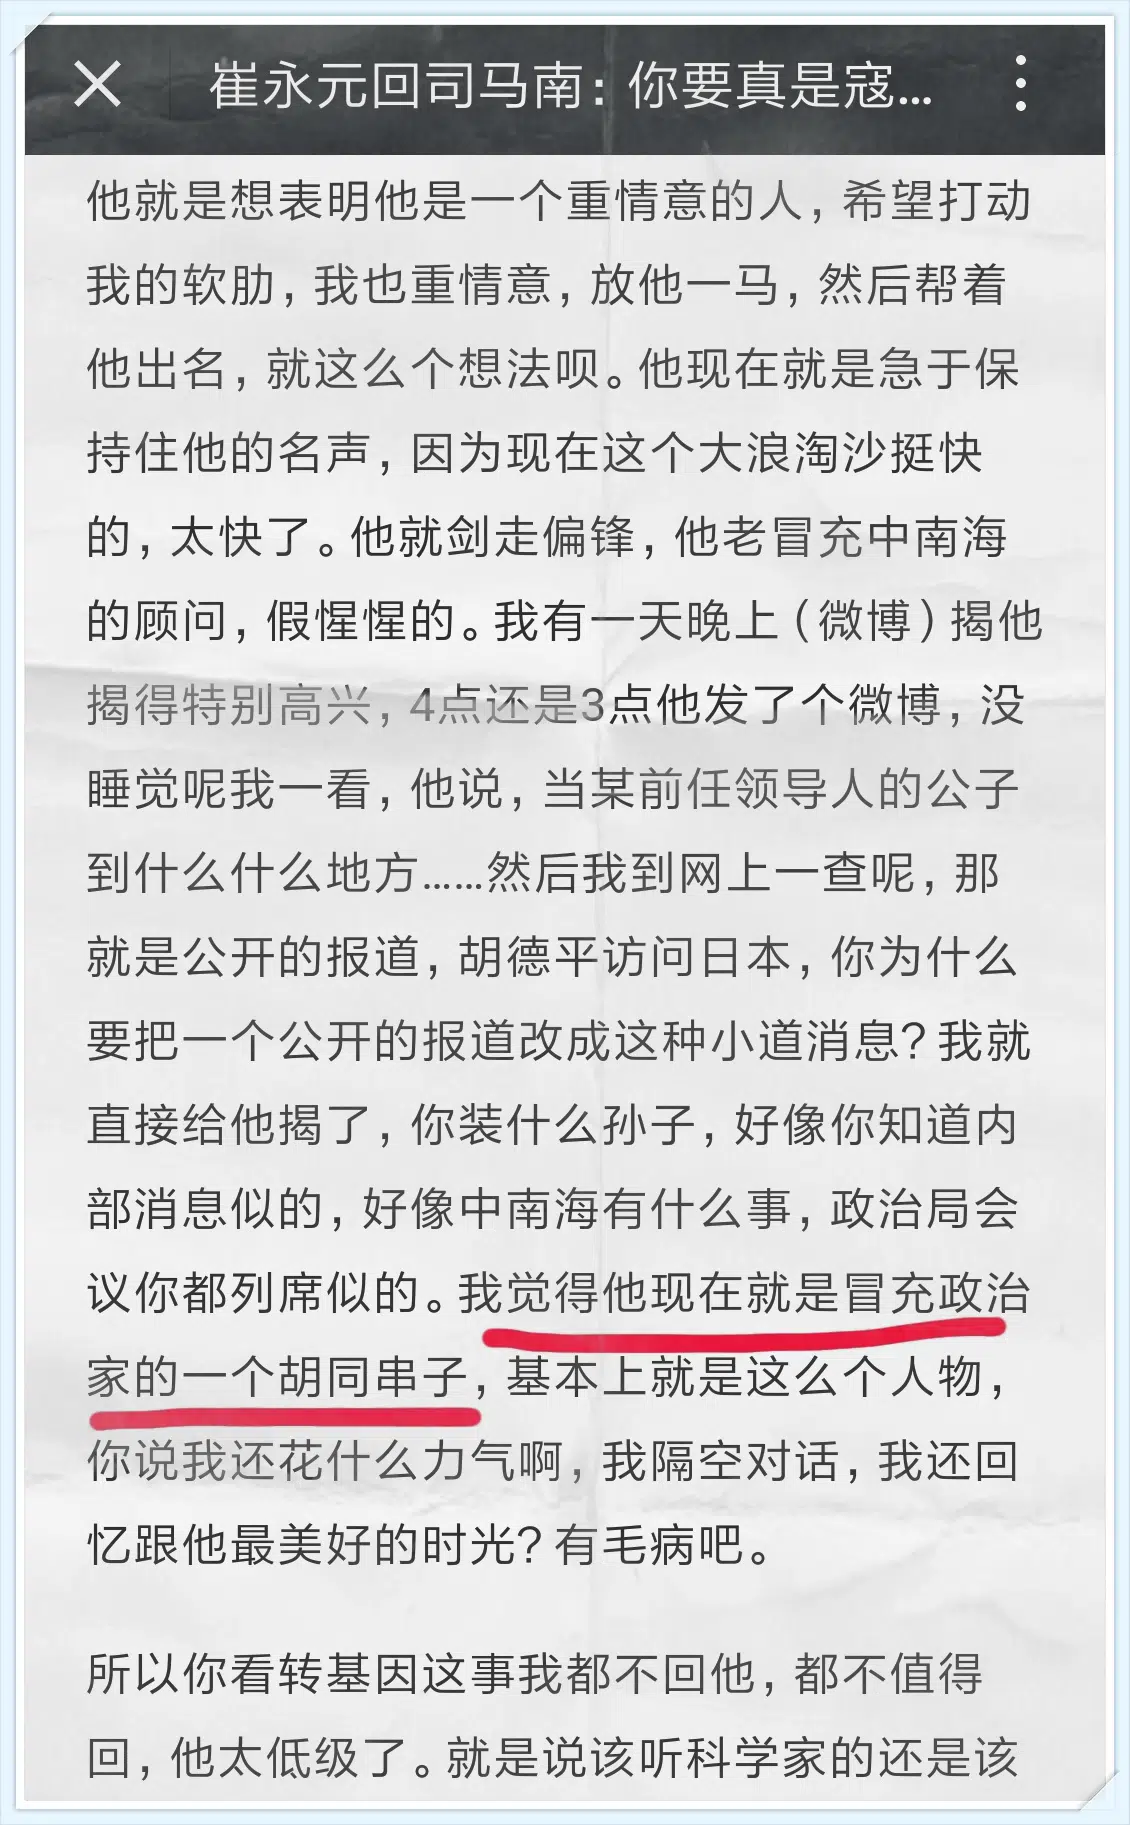 崔永元回司马南：你要真是寇...
他就是想表明他是一个重情意的人，希望打动
我的软肋，我也重情意，放他一马，然后帮着
他出名，就这么个想法呗。他现在就是急于保
持住他的名声，因为现在这个大浪淘沙挺快
的，太快了。他就剑走偏锋，他老冒充中南海
的顾问，假惺惺的。我有一天晚上（微博）揭他
揭得特别高兴，4点还是3点他发了个微博，没
睡觉呢我一看，他说，当某前任领导人的公子
到什么什么地方……然后我到网上一查呢，那
就是公开的报道，胡德平访问日本，你为什么
要把一个公开的报道改成这种小道消息？我就
直接给他揭了，你装什么孙子，好像你知道内
部消息似的，好像中南海有什么事，政治局会
议你都列席似的。我觉得他现在就是冒充政治
家的一个胡同串子，基本上就是这么个人物，
你说我还花什么力气啊，我隔空对话，我还回
忆跟他最美好的时光？有毛病吧。
所以你看转基因这事我都不回他，都不值得
回，他太低级了。就是说该听科学家的还是该